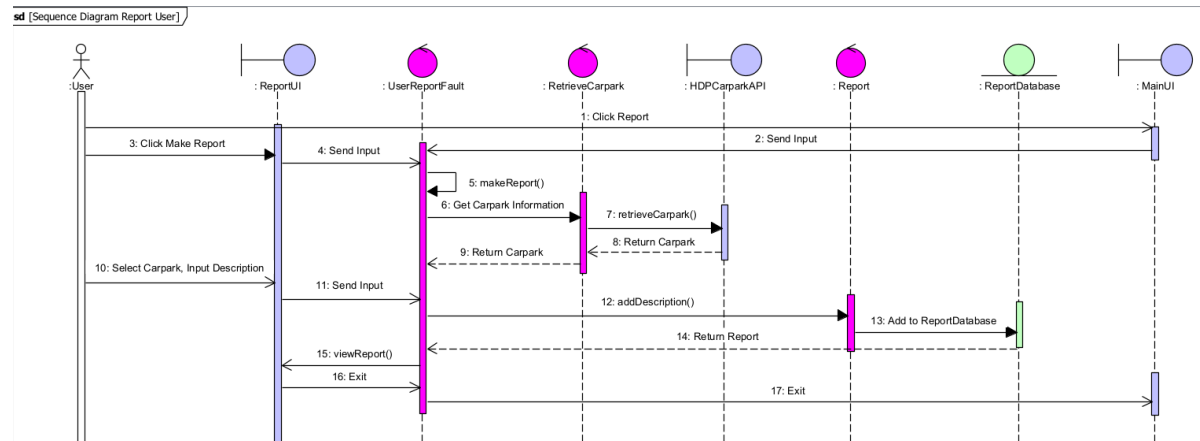 sd [Sequence Diagram Report User]
:User
: ReportUI
: UserReportFault
: RetrieveCarpark
: HDPCarparkAPI
: Report
: ReportDatabase
: MainUI
1: Click Report
2: Send Input
3: Click Make Report
4: Send Input
5: makeReport()
6: Get Carpark Information
7: retrieveCarpark()
8: Return Carpark
9: Return Carpark
10: Select Carpark, Input Description
11: Send Input
12: addDescription()
13: Add to ReportDatabase
14: Return Report
15: viewReport()
16: Exit
17: Exit